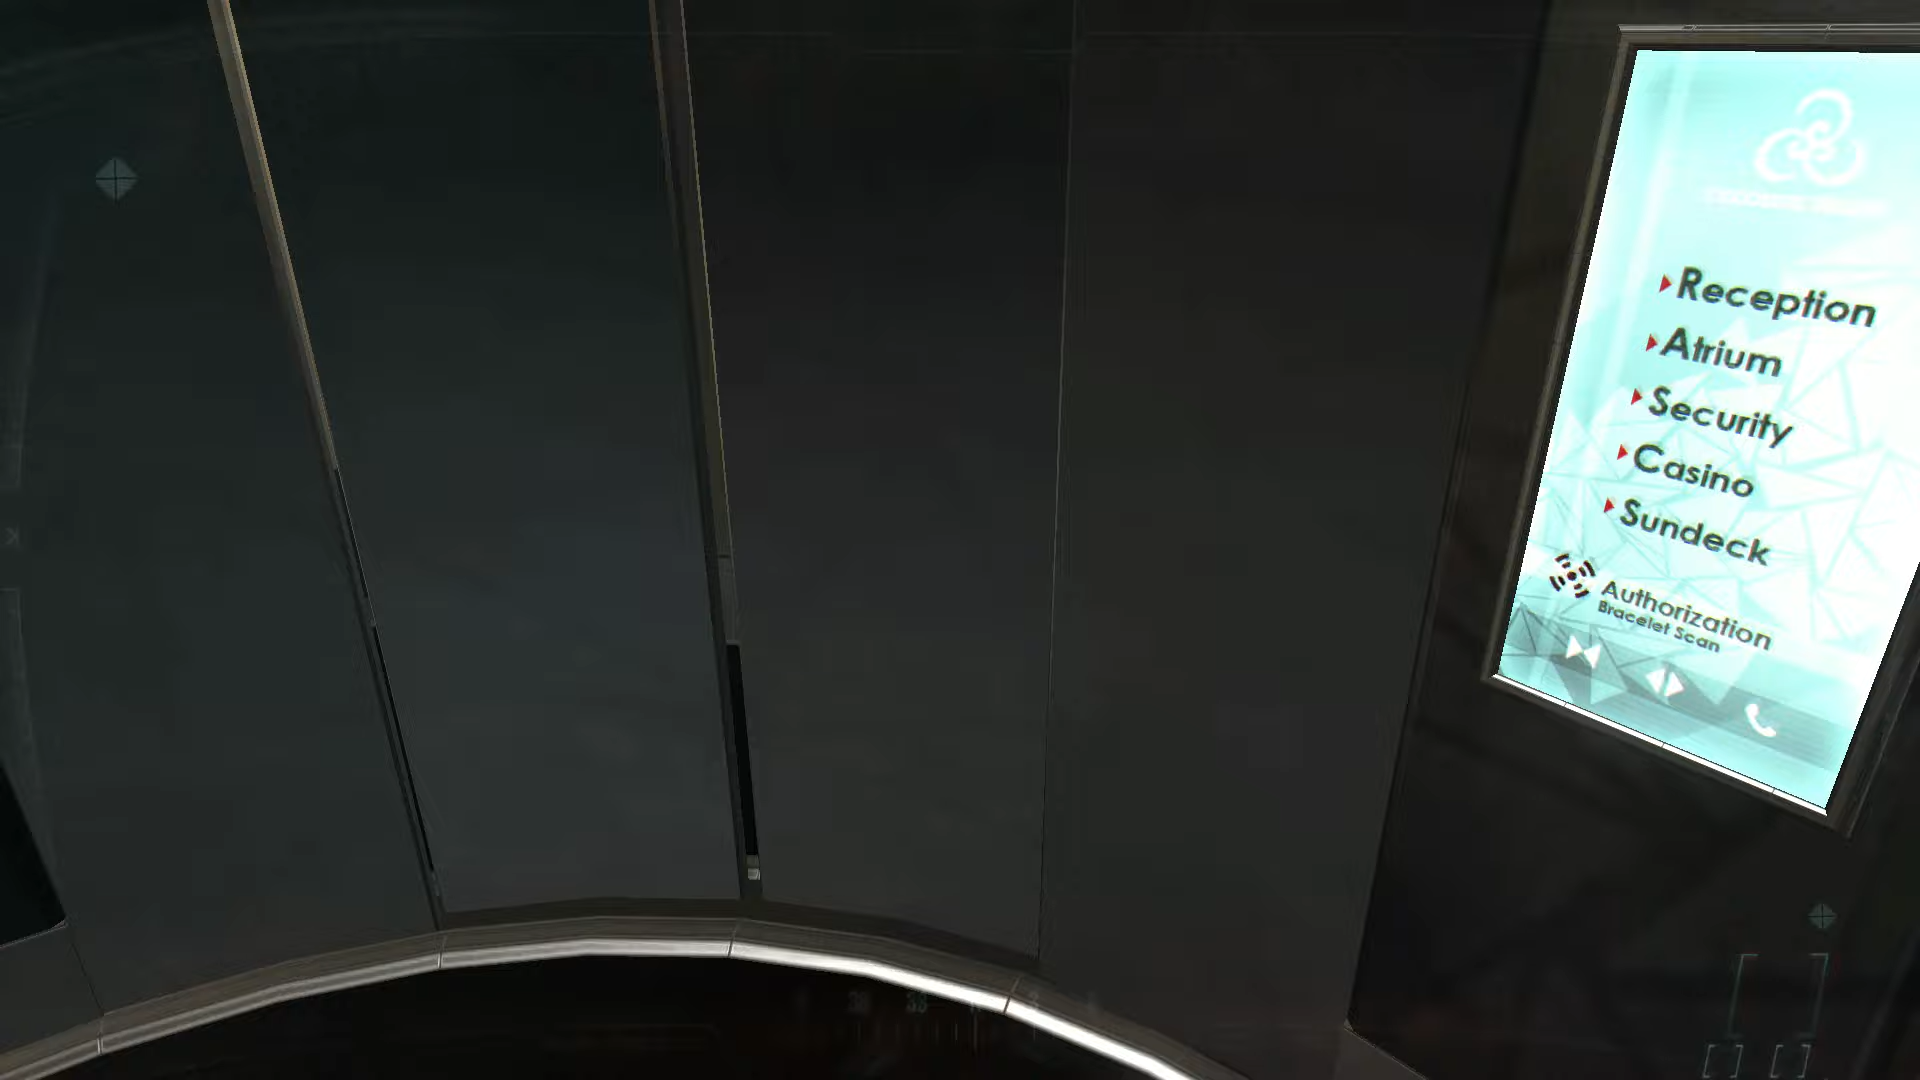 Reception
Atrium
Security
Casino
Sundeck
Authorization
Bracelet Scan